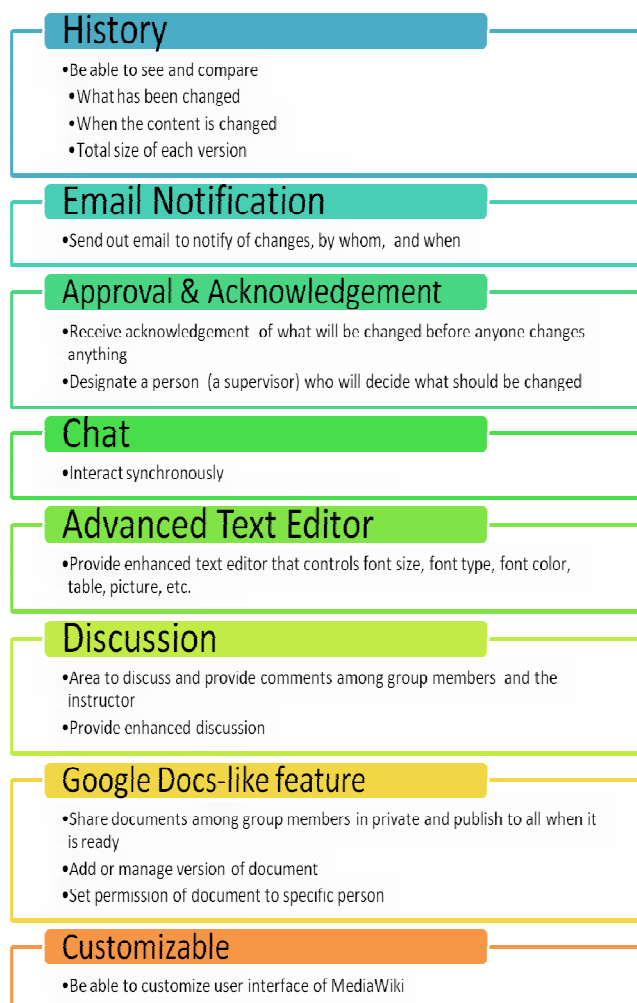 History
•Be able to see and compare
•What has been changed
•When the content is changed
•Total size of each version
Email Notification
•Send out email to notify of changes, by whom, and when
Approval & Acknowledgement
•Receive acknowledgement of what will be changed before anyone changes
anything
•Designate a person (a supervisor) who will decide what should be changed
Chat
•Interact synchronously
Advanced Text Editor
•Provide enhanced text editor that controls font size, font type, font color,
table, picture, etc.
Discussion
•Area to discuss and provide comments among group members and the
instructor
•Provide enhanced discussion
Google Docs-like feature
•Share documents among group members in private and publish to all when it
is ready
•Add or manage version of document
•Set permission of document to specific person
Customizable
•Be able to customize user interface of MediaWiki